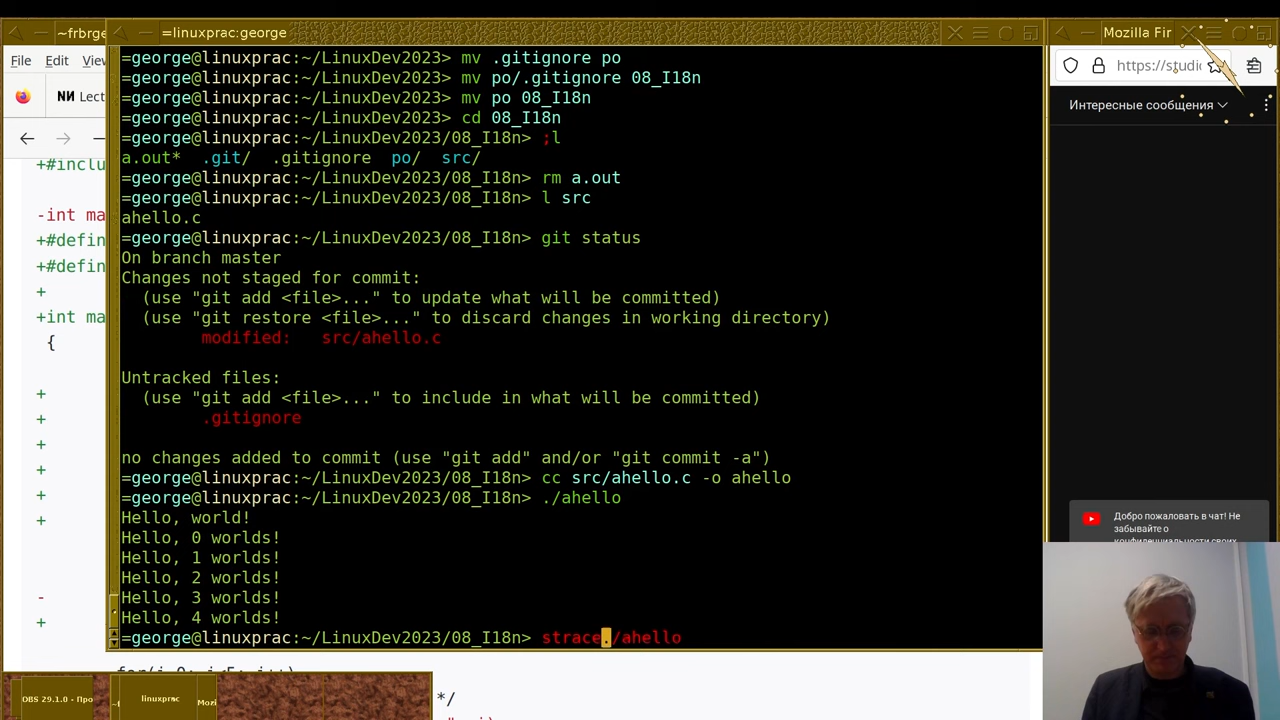 ~frbrge
=linuxprac:george
Mozilla Fir
File Edit Viev
NИ Lect
https://studi
Интересные сообщения
+#inclu
-int ma
+#defin
+#defin
+
+int ma
{
+
+
+
+
+
+
-
+
=george@linuxprac:~/LinuxDev2023> mv .gitignore po
=george@linuxprac:~/LinuxDev2023> mv po/.gitignore 08_I18n
=george@linuxprac:~/LinuxDev2023> mv po 08_I18n
=george@linuxprac:~/LinuxDev2023> cd 08_I18n
=george@linuxprac:~/LinuxDev2023/08_I18n> ;l
a.out* .git/ .gitignore po/ src/
=george@linuxprac:~/LinuxDev2023/08_I18n> rm a.out
=george@linuxprac:~/LinuxDev2023/08_I18n> l src
ahello.c
=george@linuxprac:~/LinuxDev2023/08_I18n> git status
On branch master
Changes not staged for commit:
(use "git add <file>..." to update what will be committed)
(use "git restore <file>..." to discard changes in working directory)
modified: src/ahello.c
Untracked files:
(use "git add <file>..." to include in what will be committed)
.gitignore
no changes added to commit (use "git add" and/or "git commit -a")
=george@linuxprac:~/LinuxDev2023/08_I18n> cc src/ahello.c -o ahello
=george@linuxprac:~/LinuxDev2023/08_I18n> ./ahello
Hello, world!
Hello, 0 worlds!
Hello, 1 worlds!
Hello, 2 worlds!
Hello, 3 worlds!
Hello, 4 worlds!
=george@linuxprac:~/LinuxDev2023/08_I18n> strace./ahello
Добро пожаловать в чат! Не
забывайте о
*/
OBS 29.1.0 - Про
linuxprac
Mozi